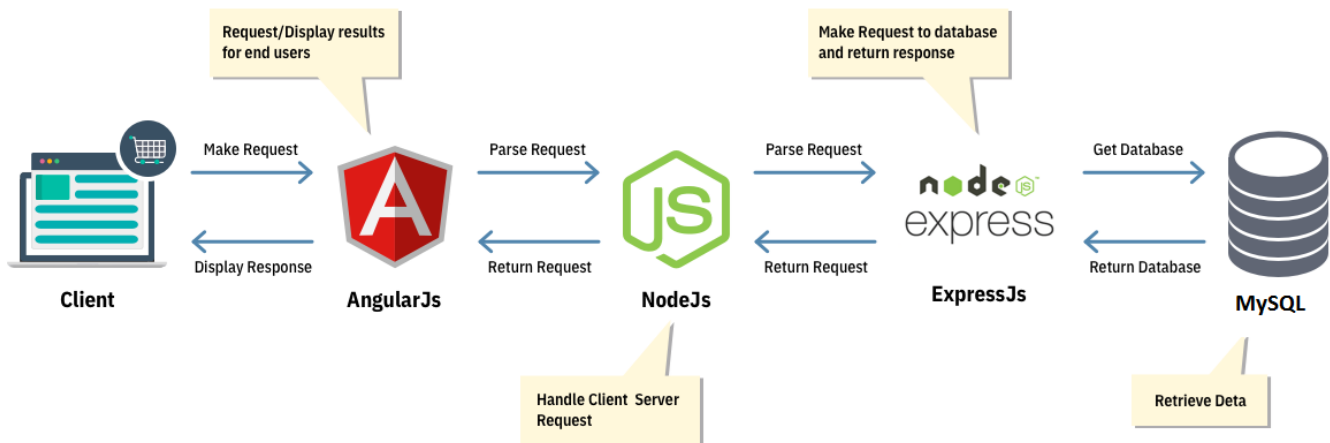 Request/Display results
for end users
Make Request to database
and return response
Make Request
Parse Request
Parse Request
Get Database
A
JS
node JS™
express
Display Response
Return Request
Return Request
Return Database
Client
AngularJs
NodeJs
ExpressJs
MySQL
Handle Client Server
Request
Retrieve Deta